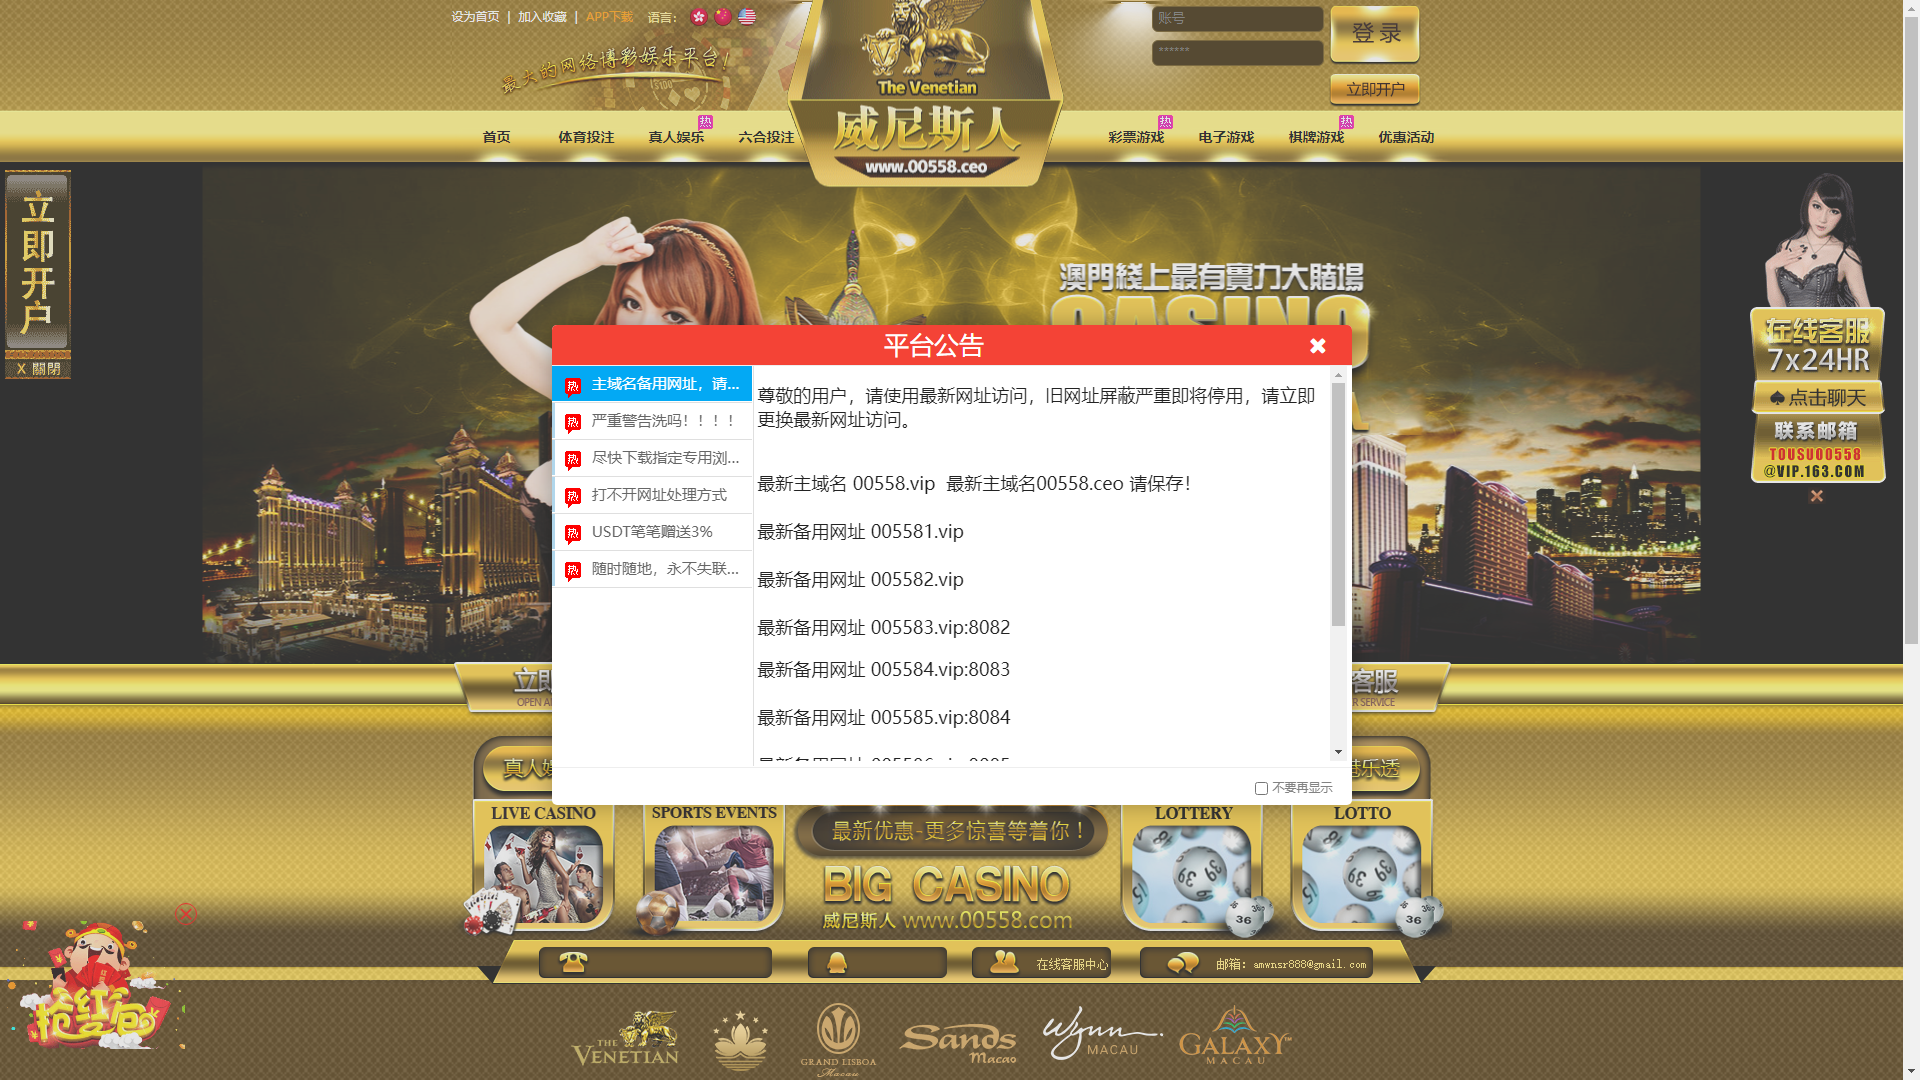 设为首页 | 加入收藏 | APP下载 语言：
最大的网络博彩娱乐平台!
The Venetian
威尼斯人
www.00558.ceo
账号
******
登 录
立即开户
首页 体育投注 真人娱乐 热 六合投注 彩票游戏 热 电子游戏 棋牌游戏 热 优惠活动
立即开户
X 關閉
澳門綫上最有實力大賭場
CASINO
在线客服
7x24HR
点击聊天
联系邮箱
TOUSU00558
@VIP.163.COM
平台公告
热 主域名备用网址，请...
热 严重警告洗吗！！！！
热 尽快下载指定专用浏...
热 打不开网址处理方式
热 USDT笔笔赠送3%
热 随时随地，永不失联...
尊敬的用户，请使用最新网址访问，旧网址屏蔽严重即将停用，请立即
更换最新网址访问。
最新主域名 00558.vip 最新主域名00558.ceo 请保存！
最新备用网址 005581.vip
最新备用网址 005582.vip
最新备用网址 005583.vip:8082
最新备用网址 005584.vip:8083
最新备用网址 005585.vip:8084
不要再显示
立即
OPEN A
客服
R SERVICE
真人娱
港乐透
LIVE CASINO
SPORTS EVENTS
LOTTERY
LOTTO
最新优惠-更多惊喜等着你！
BIG CASINO
威尼斯人 www.00558.com
39
36
39
36
抢红包
在线客服中心
邮箱：amwnsr888@gmail.com
THE
VENETIAN
GRAND LISBOA
Macau
Sands
Macao
Wynn
MACAU
GALAXY™
MACAU